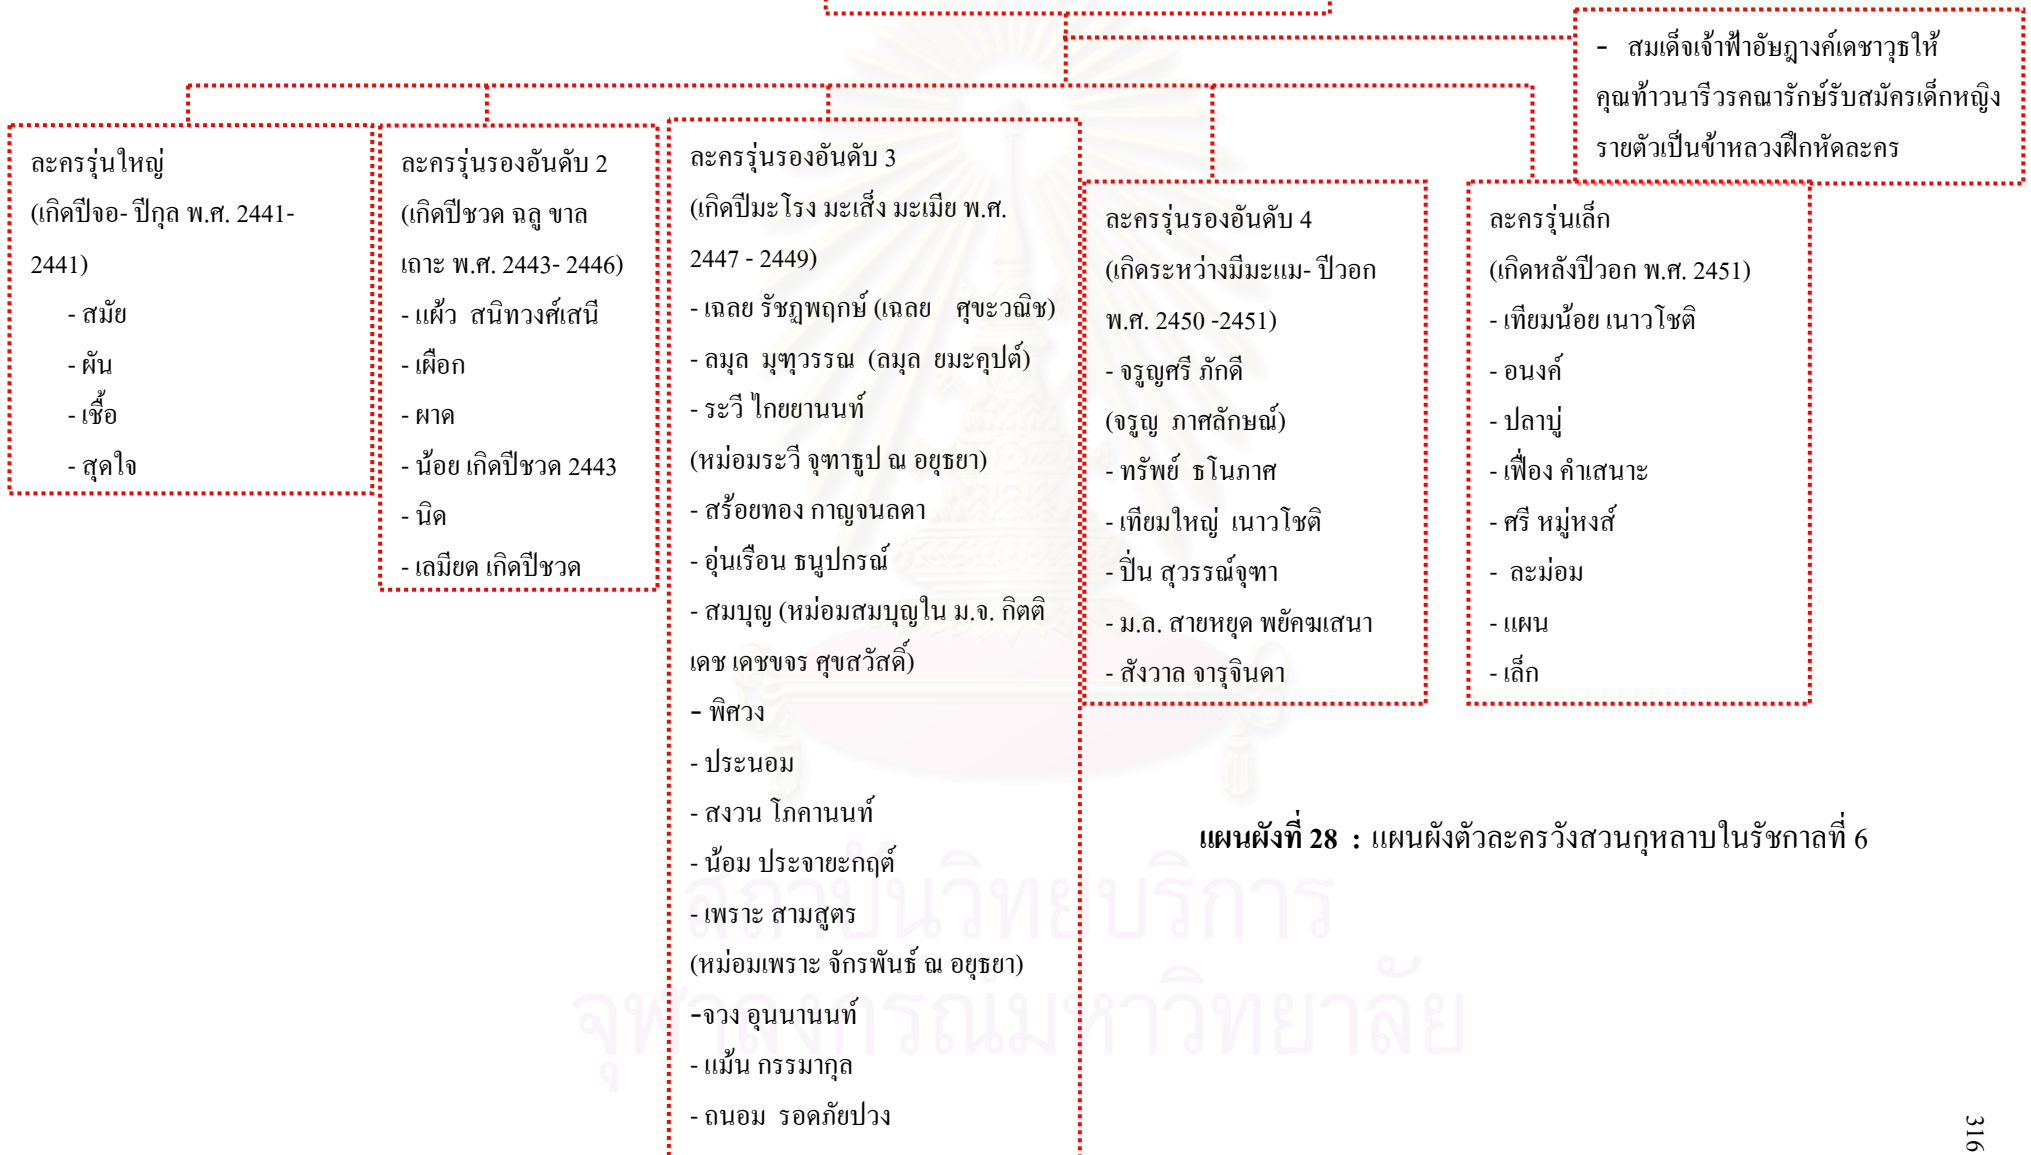 - สมเด็จเจ้าฟ้าอัษฎางค์เดชาวุธให้
คุณท้าวนารีวรคณารักษ์รับสมัครเด็กหญิง
รายตัวเป็นข้าหลวงฝึกหัดละคร
ละครรุ่นใหญ่
(เกิดปีจอ- ปีกุล พ.ศ. 2441-
2441)
- สมัย
- ผัน
- เชื้อ
- สุดใจ
ละครรุ่นรองอันดับ 2
(เกิดปีชวด ฉลู ขาล
เถาะ พ.ศ. 2443- 2446)
- แผ้ว สนิทวงศ์เสนี
- เผือก
- ผาด
- น้อย เกิดปีชวด 2443
- นิด
- เลมียด เกิดปีชวด
ละครรุ่นรองอันดับ 3
(เกิดปีมะโรง มะเส็ง มะเมีย พ.ศ.
2447 - 2449)
- เฉลย รัชฏพฤกษ์ (เฉลย ศุขะวณิช)
- ลมุล มุฑุวรรณ (ลมุล ยมะคุปต์)
- ระวี ไกยยานนท์
(หม่อมระวี จุฑาธูป ณ อยุธยา)
- สร้อยทอง กาญจนลดา
- อุ่นเรือน ธนูปกรณ์
- สมบุญ (หม่อมสมบุญใน ม.จ. กิตติ
เดช เดชขจร ศุขสวัสดิ์)
- พิศวง
- ประนอม
- สงวน โภคานนท์
- น้อม ประจายะกฤต์
- เพราะ สามสูตร
(หม่อมเพราะ จักรพันธ์ ณ อยุธยา)
-จวง อุนนานนท์
- แม้น กรรมากุล
- ถนอม รอดภัยปวง
ละครรุ่นรองอันดับ 4
(เกิดระหว่างมีมะแม- ปีวอก
พ.ศ. 2450 -2451)
- จรูญศรี ภักดี
(จรูญ ภาศลักษณ์)
- ทรัพย์ ธโนภาศ
- เทียมใหญ่ เนาวโชติ
- ปิ่น สุวรรณ์จุฑา
- ม.ล. สายหยุด พยัคฆเสนา
- สังวาล จารุจินดา
ละครรุ่นเล็ก
(เกิดหลังปีวอก พ.ศ. 2451)
- เทียมน้อย เนาวโชติ
- อนงค์
- ปลาบู่
- เฟื่อง คำเสนาะ
- ศรี หมู่หงส์
- ละม่อม
- แผน
- เล็ก
แผนผังที่ 28 : แผนผังตัวละครวังสวนกุหลาบในรัชกาลที่ 6
สถาบันวิทยบริการ
จุฬาลงกรณ์มหาวิทยาลัย
316